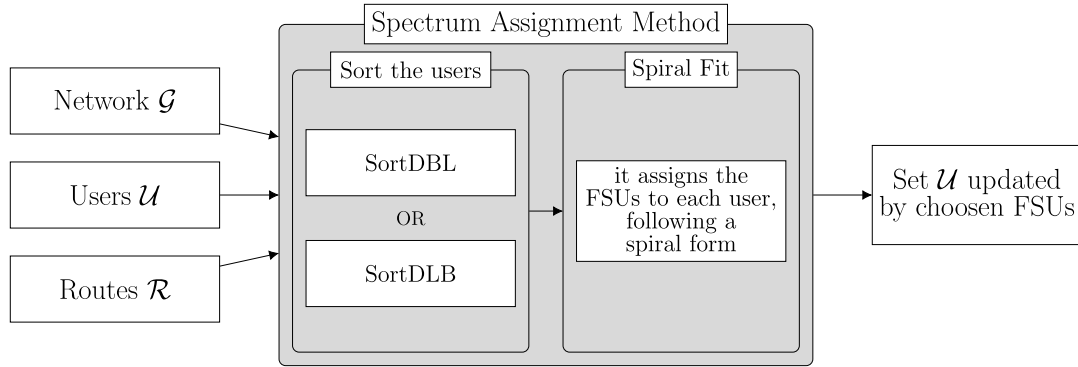 Spectrum Assignment Method
Sort the users
Spiral Fit
Network 𝒢
Users 𝒰
Routes ℛ
SortDBL
OR
SortDLB
it assigns the
FSUs to each user,
following a
spiral form
Set 𝒰 updated
by choosen FSUs